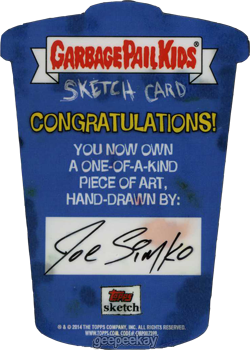 GARBAGE PAIL KIDS®
SKETCH CARD
CONGRATULATIONS!
YOU NOW OWN
A ONE-OF-A-KIND
PIECE OF ART,
HAND-DRAWN BY:
Joe Simko
Topps
sketch
® & © 2014 THE TOPPS COMPANY, INC. ALL RIGHTS RESERVED.
geepeekay